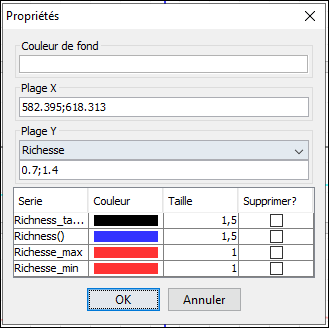 Propriétés
Couleur de fond
Plage X
582.395;618.313
Plage Y
Richesse
0.7;1.4
Serie Couleur Taille Supprimer?
Richness_ta... 1,5
Richness() 1,5
Richesse_max 1
Richesse_min 1
OK Annuler